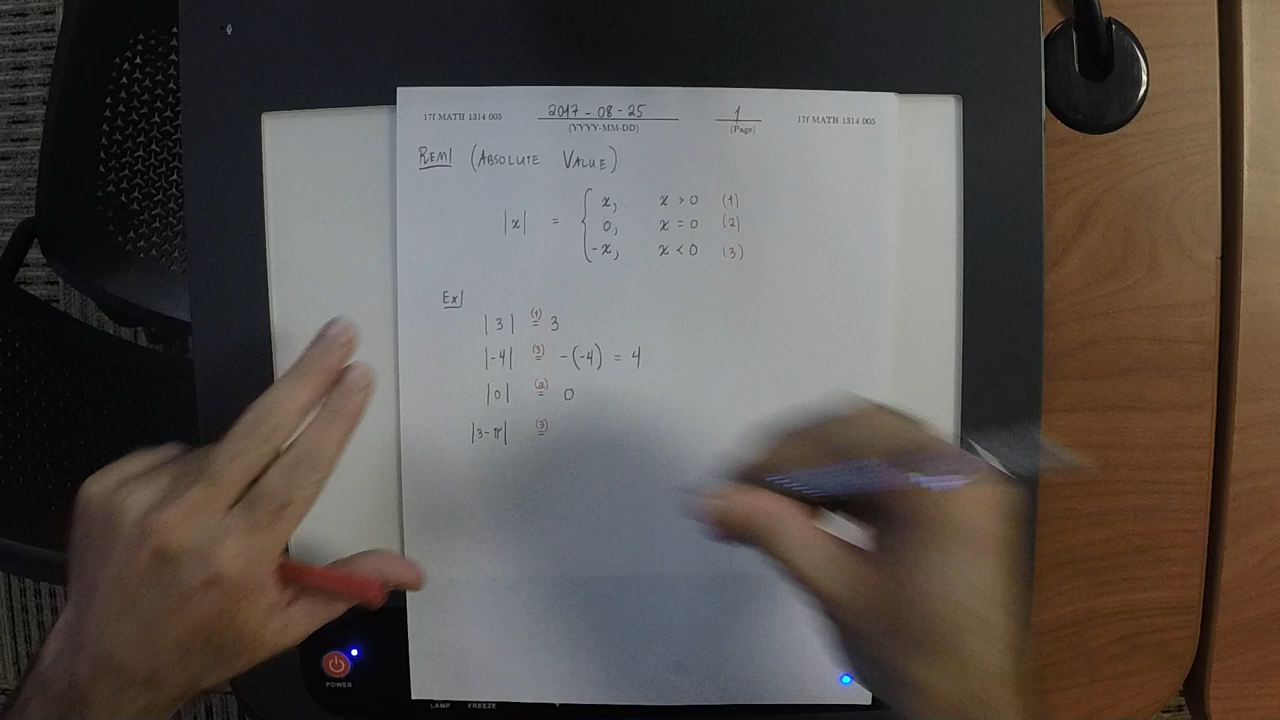 17f MATH 1314 005 2017-08-25 1 17f MATH 1314 005
(YYYY-MM-DD) (Page)
REM| (ABSOLUTE VALUE)
|x| = { x, x > 0 (1)
0, x = 0 (2)
-x, x < 0 (3)
Ex|
|3| (1)= 3
|-4| (3)= -(-4) = 4
|0| (2)= 0
|3-π| (3)=
POWER
LAMP FREEZE